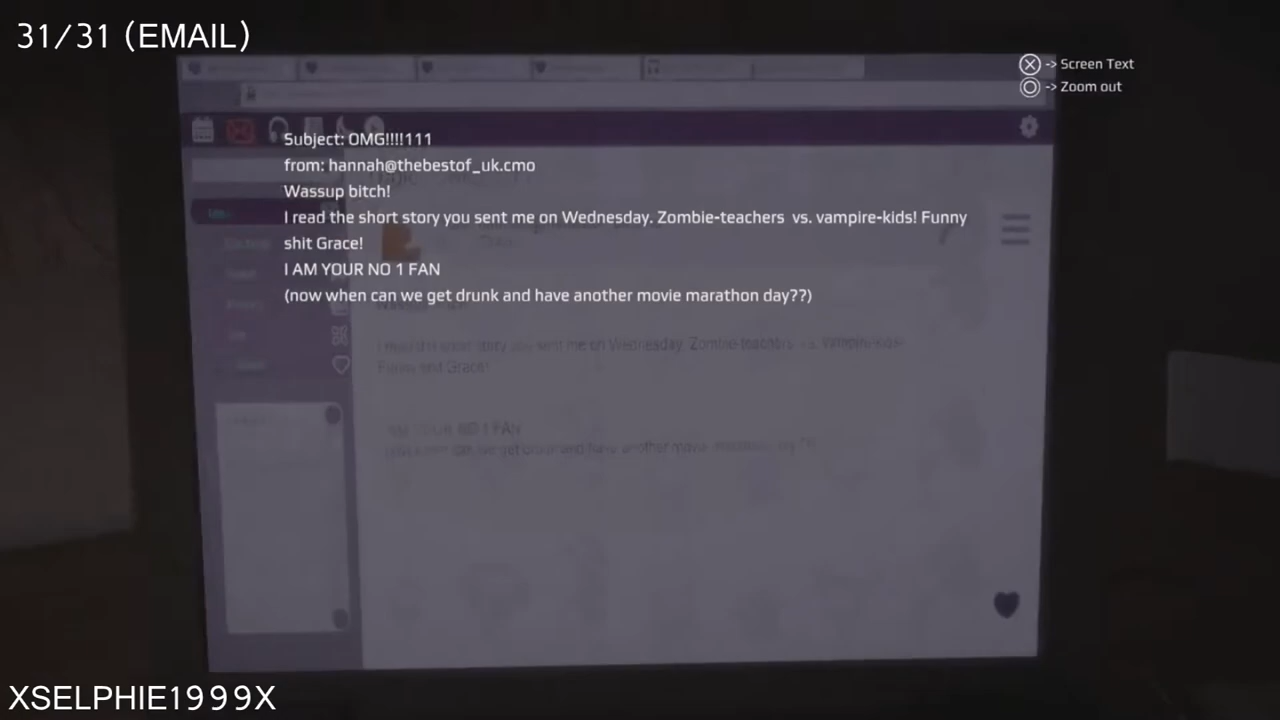 31/31 (EMAIL)
-> Screen Text
-> Zoom out
Subject: OMG!!!!111
from: hannah@thebestof_uk.cmo
Wassup bitch!
I read the short story you sent me on Wednesday. Zombie-teachers vs. vampire-kids! Funny
shit Grace!
I AM YOUR NO 1 FAN
(now when can we get drunk and have another movie marathon day??)
XSELPHIE1999X